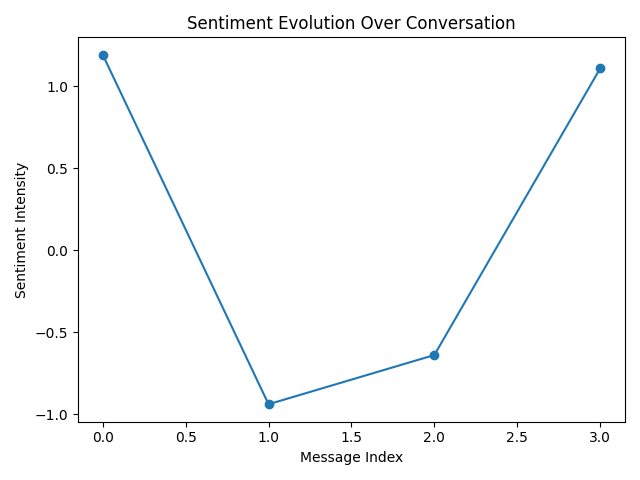 Sentiment Evolution Over Conversation
1.0
0.5
0.0
−0.5
−1.0
Sentiment Intensity
0.0 0.5 1.0 1.5 2.0 2.5 3.0
Message Index